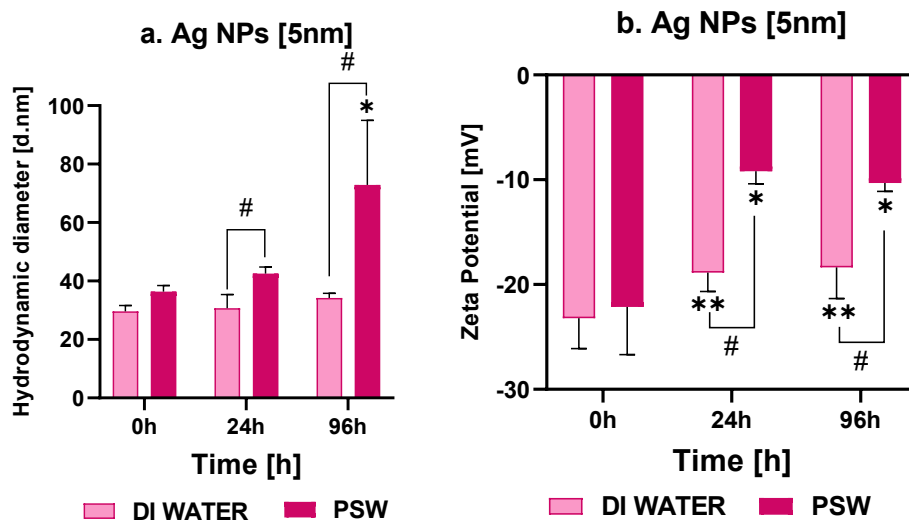 a. Ag NPs [5nm]
Hydrodynamic diameter [d.nm]
100
80
60
40
20
0
#
#
*
0h
24h
96h
Time [h]
DI WATER
PSW
b. Ag NPs [5nm]
Zeta Potential [mV]
0
-10
-20
-30
**
*
#
**
*
#
0h
24h
96h
Time [h]
DI WATER
PSW